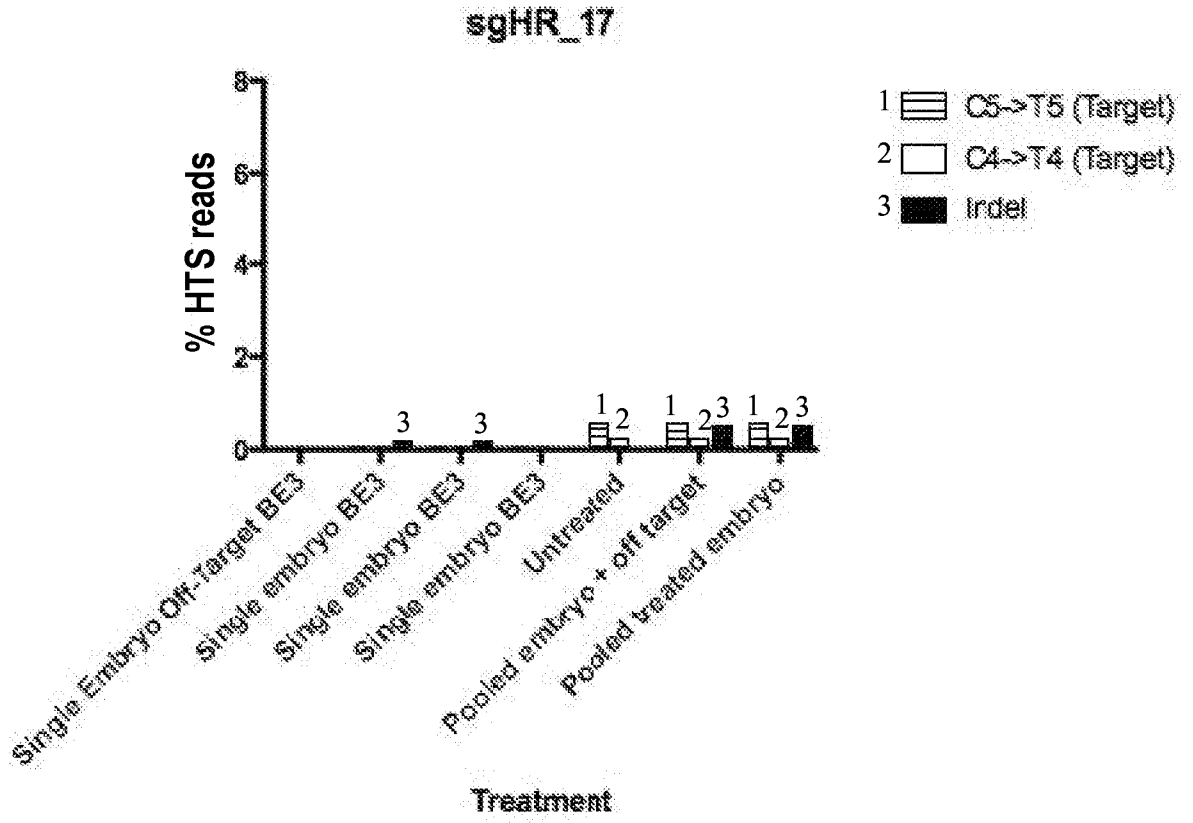 sgHR_17
8
6
4
2
0
% HTS reads
1 C5->T5 (Target)
2 C4->T4 (Target)
3 Indel
3
3
1 2
1 2 3
1 2 3
Single Embryo Off-Target BE3
Single embryo BE3
Single embryo BE3
Single embryo BE3
Untreated
Pooled embryo + off target
Pooled treated embryo
Treatment